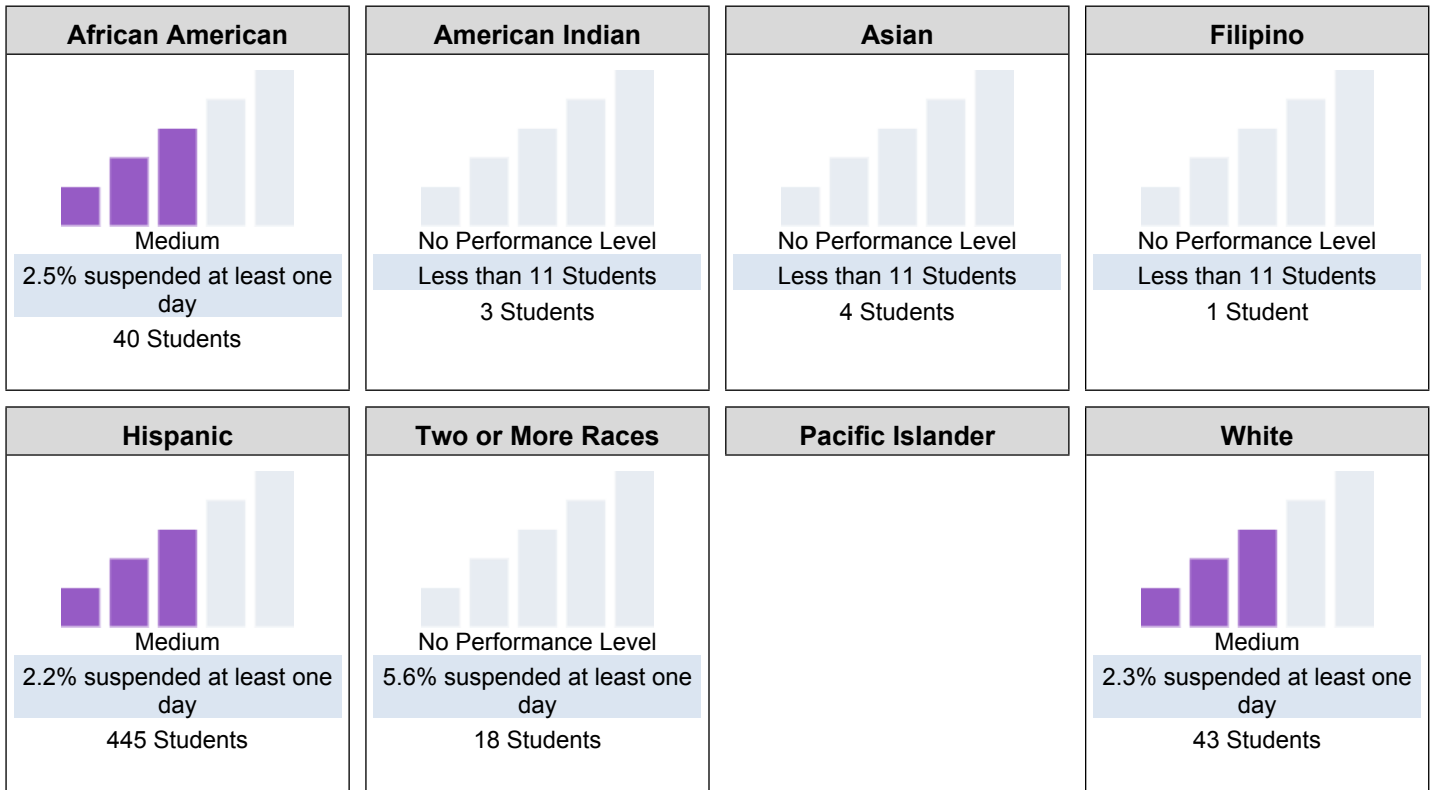 African American
Medium
2.5% suspended at least one
day
40 Students
American Indian
No Performance Level
Less than 11 Students
3 Students
Asian
No Performance Level
Less than 11 Students
4 Students
Filipino
No Performance Level
Less than 11 Students
1 Student
Hispanic
Medium
2.2% suspended at least one
day
445 Students
Two or More Races
No Performance Level
5.6% suspended at least one
day
18 Students
Pacific Islander
White
Medium
2.3% suspended at least one
day
43 Students